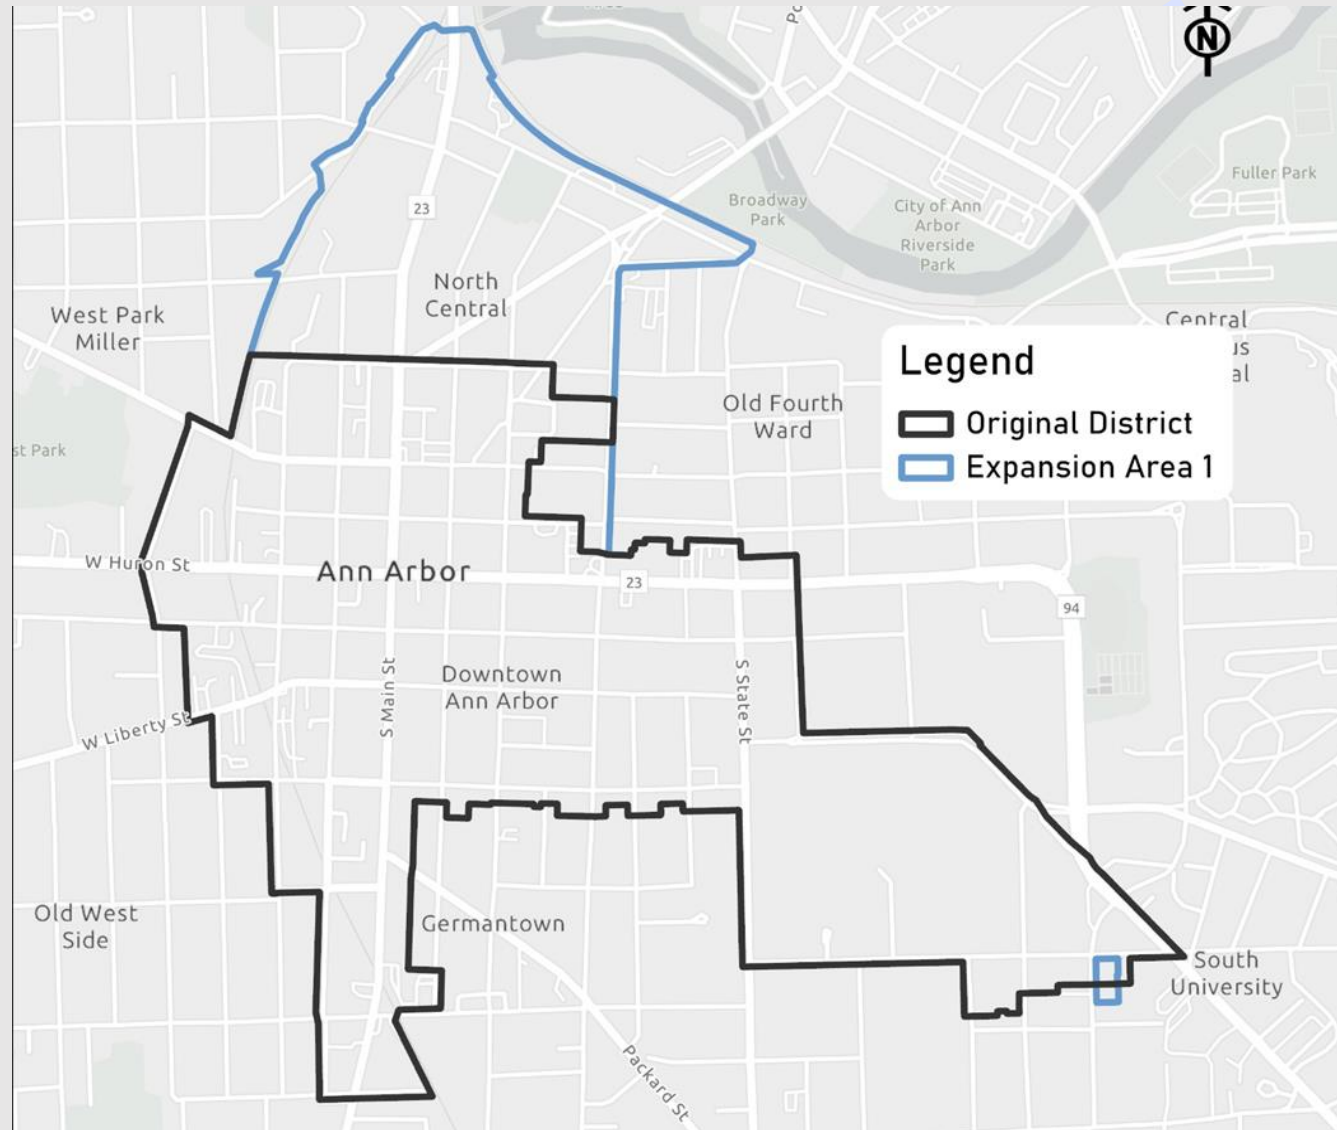 N
23
Fuller Park
Broadway
Park
City of Ann
Arbor
Riverside
Park
North
Central
West Park
Miller
Central
Legend
Original District
Expansion Area 1
Old Fourth
Ward
st Park
W Huron St
Ann Arbor
23
94
Downtown
Ann Arbor
S Main St
S State St
W Liberty St
Old West
Side
Germantown
South
University
Packard St